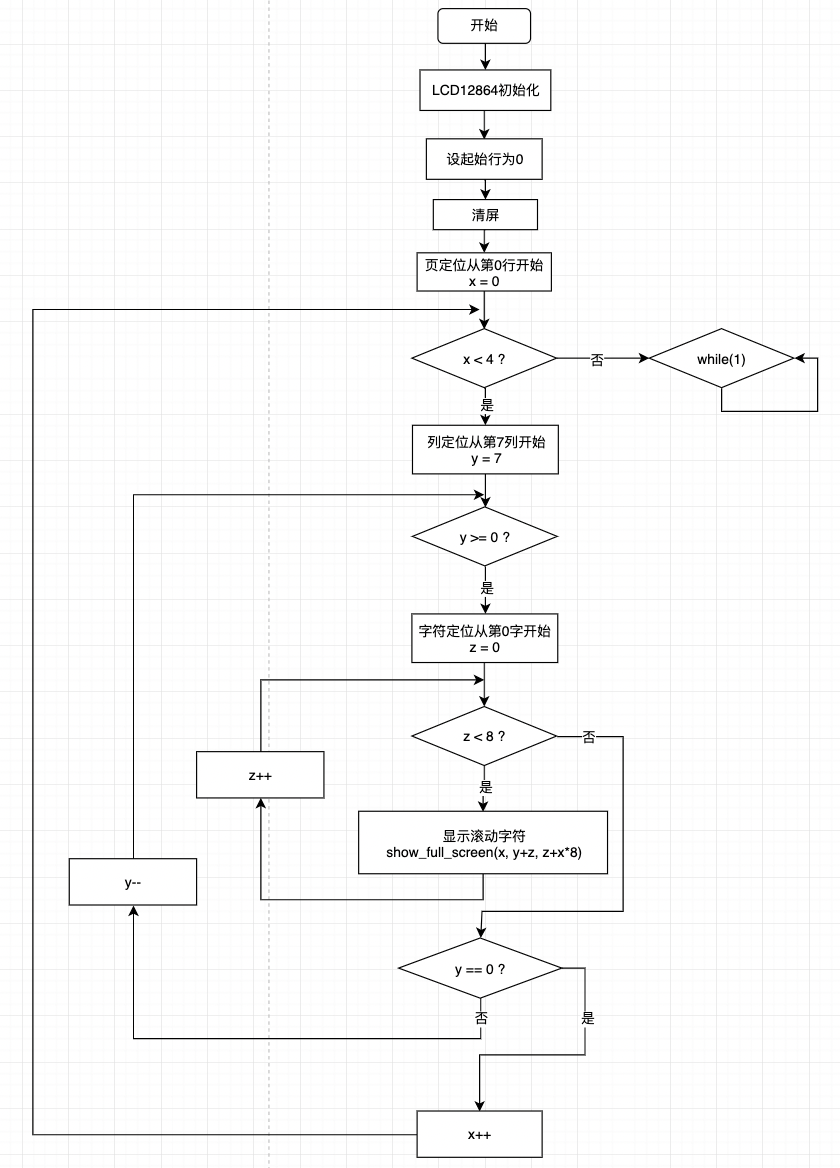 开始
LCD12864初始化
设起始行为0
清屏
页定位从第0行开始
x = 0
x < 4 ?
否
while(1)
是
列定位从第7列开始
y = 7
y >= 0 ?
是
字符定位从第0字开始
z = 0
z < 8 ?
否
z++
是
显示滚动字符
show_full_screen(x, y+z, z+x*8)
y--
y == 0 ?
否
是
x++